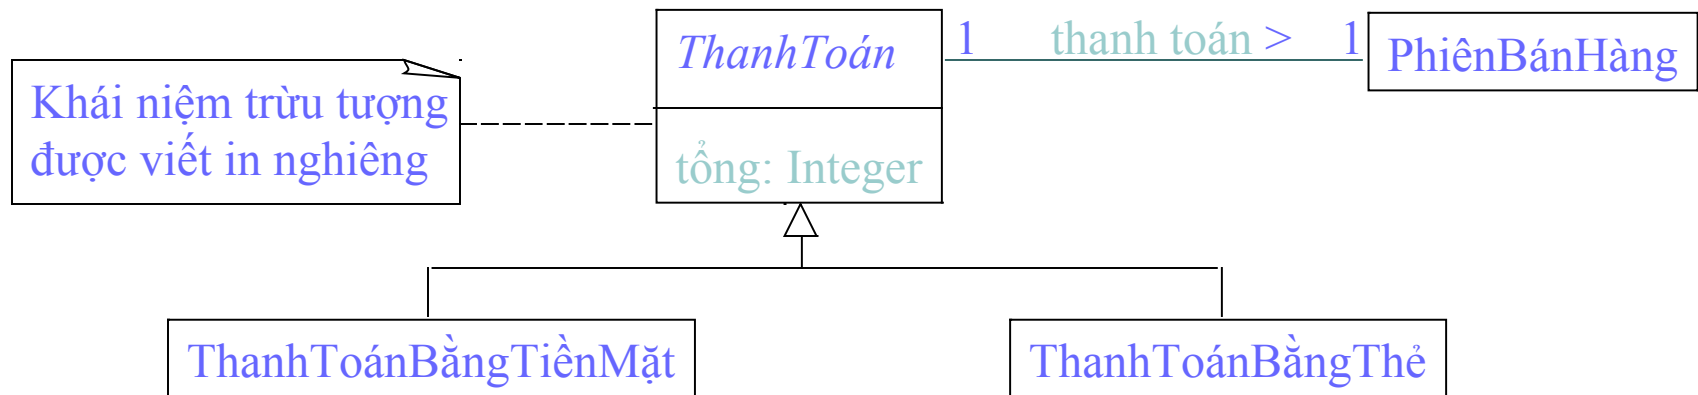 Khái niệm trừu tượng
được viết in nghiêng
ThanhToán
tổng: Integer
1 thanh toán > 1
PhiênBánHàng
ThanhToánBằngTiềnMặt
ThanhToánBằngThẻ